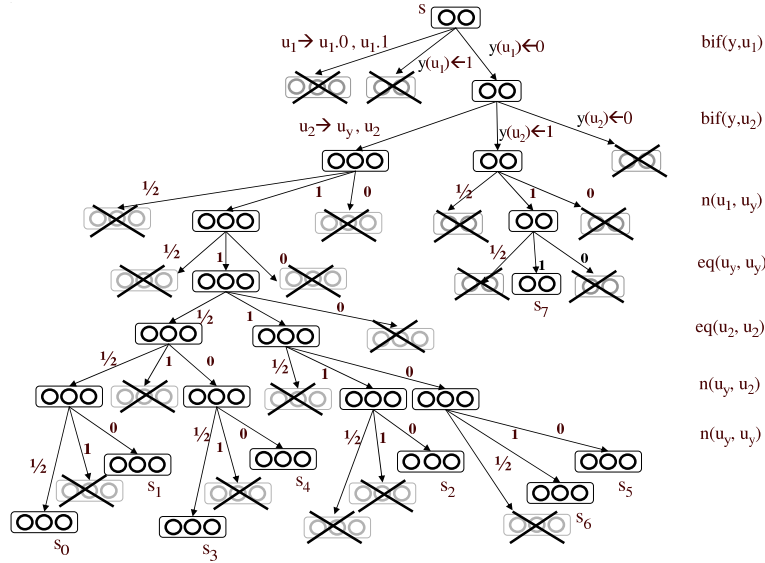 s
u1→ u1.0 , u1.1
y(u1)←1
y(u1)←0
bif(y,u1)
u2→ uy , u2
y(u2)←1
y(u2)←0
bif(y,u2)
½ 1 0 ½ 1 0
n(u1, uy)
½ 1 0 ½ 1 0
eq(uy, uy)
s7
½ 1 0
eq(u2, u2)
½ 1 0 ½ 1 0
n(uy, u2)
½ 1 0 ½ 1 0 ½ 1 0 ½ 1 0
n(uy, uy)
s1 s4 s2 s5
s6
s0 s3